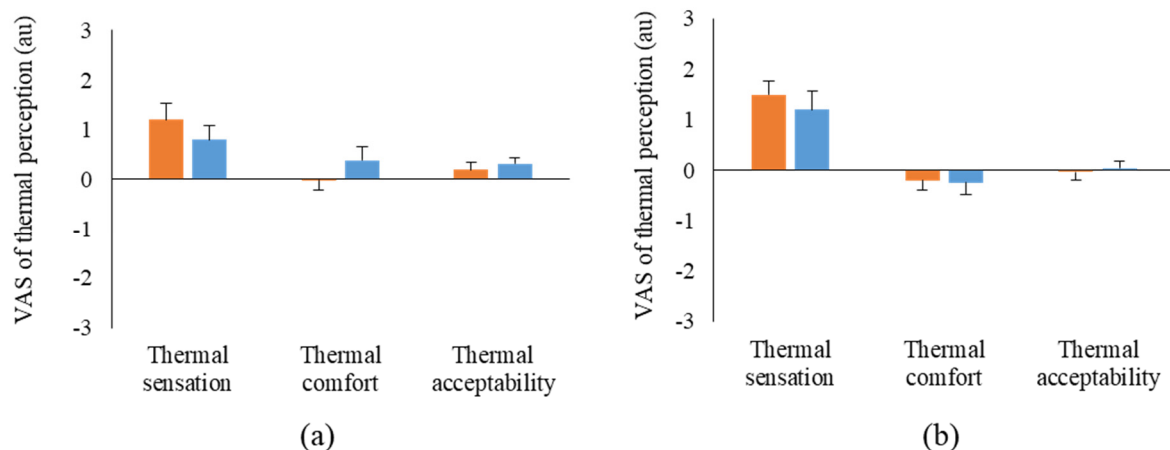 VAS of thermal perception (au)
3
2
1
0
-1
-2
-3
Thermal
sensation
Thermal
comfort
Thermal
acceptability
(a)
VAS of thermal perception (au)
3
2
1
0
-1
-2
-3
Thermal
sensation
Thermal
comfort
Thermal
acceptability
(b)